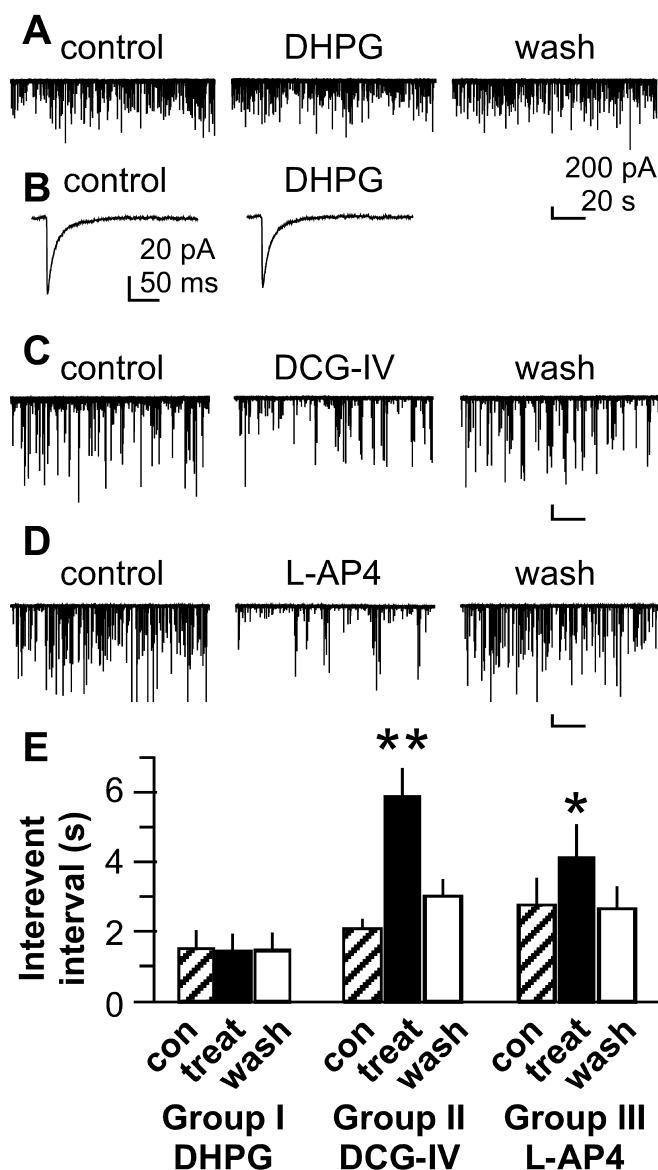 A
control DHPG wash
200 pA
20 s
B
control DHPG
20 pA
50 ms
C
control DCG-IV wash
D
control L-AP4 wash
E
**
*
Interevent
interval (s)
6
4
2
0
con treat wash con treat wash con treat wash
Group I Group II Group III
DHPG DCG-IV L-AP4